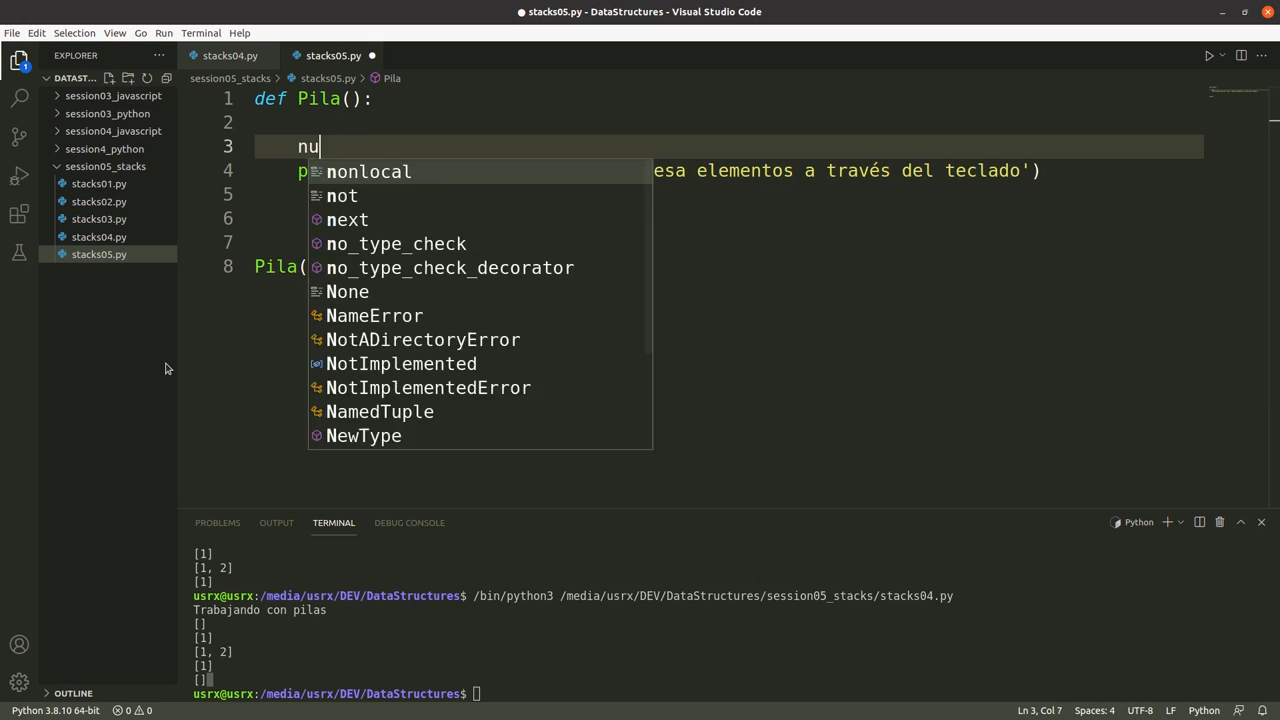 ● stacks05.py - DataStructures - Visual Studio Code
File Edit Selection View Go Run Terminal Help
EXPLORER
stacks04.py stacks05.py ●
DATAST...
session05_stacks > stacks05.py > Pila
session03_javascript
session03_python
session04_javascript
session4_python
session05_stacks
stacks01.py
stacks02.py
stacks03.py
stacks04.py
stacks05.py
1 def Pila():
2
3 nu
4 p esa elementos a través del teclado')
5
6
7
8 Pila(
nonlocal
not
next
no_type_check
no_type_check_decorator
None
NameError
NotADirectoryError
NotImplemented
NotImplementedError
NamedTuple
NewType
PROBLEMS OUTPUT TERMINAL DEBUG CONSOLE
Python
[1]
[1, 2]
[1]
usrx@usrx:/media/usrx/DEV/DataStructures$ /bin/python3 /media/usrx/DEV/DataStructures/session05_stacks/stacks04.py
Trabajando con pilas
[]
[1]
[1, 2]
[1]
[]
usrx@usrx:/media/usrx/DEV/DataStructures$
OUTLINE
1
Python 3.8.10 64-bit 0 0 Ln 3, Col 7 Spaces: 4 UTF-8 LF Python